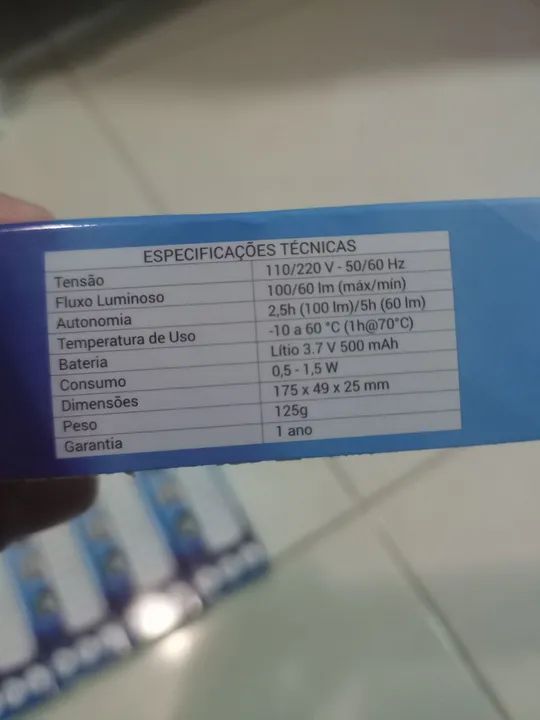 ESPECIFICAÇÕES TÉCNICAS
Tensão 110/220 V - 50/60 Hz
Fluxo Luminoso 100/60 lm (máx/mín)
Autonomia 2,5h (100 lm)/5h (60 lm)
Temperatura de Uso -10 a 60 °C (1h@70°C)
Bateria Lítio 3.7 V 500 mAh
Consumo 0,5 - 1,5 W
Dimensões 175 x 49 x 25 mm
Peso 125g
Garantia 1 ano